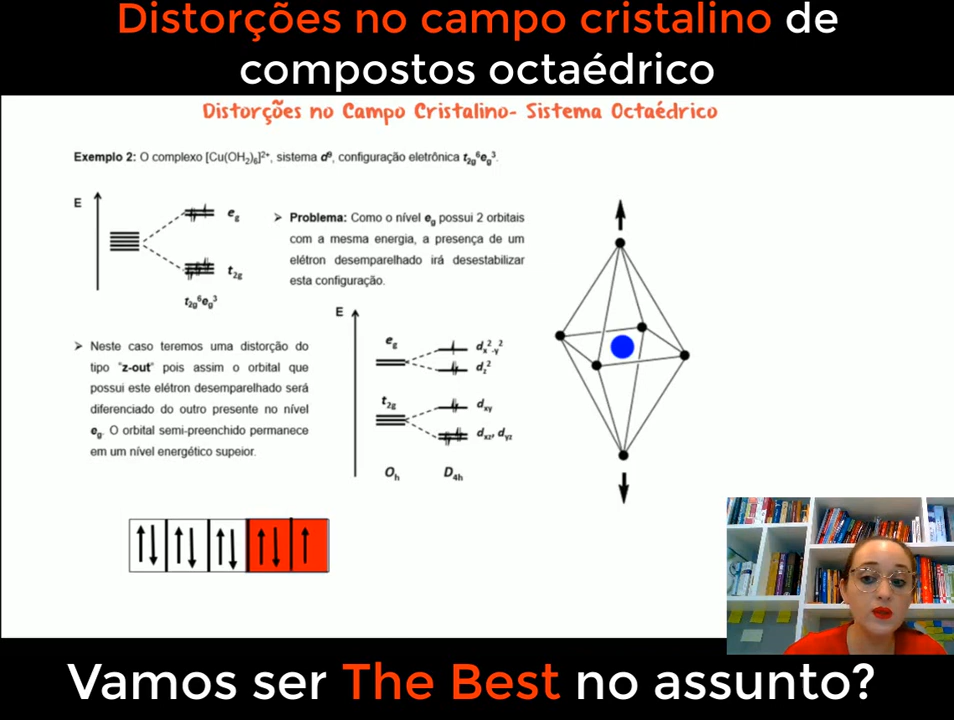 Distorções no campo cristalino de
compostos octaédrico
Distorções no Campo Cristalino- Sistema Octaédrico
Exemplo 2: O complexo [Cu(OH₂)₆]²⁺, sistema d⁹, configuração eletrônica t₂g⁶eg³.
E
eg
t₂g
t₂g⁶eg³
➤ Problema: Como o nível eg possui 2 orbitais
com a mesma energia, a presença de um
elétron desemparelhado irá desestabilizar
esta configuração.
➤ Neste caso teremos uma distorção do
tipo "z-out" pois assim o orbital que
possui este elétron desemparelhado será
diferenciado do outro presente no nível
eg. O orbital semi-preenchido permanece
em um nível energético supeior.
E
eg
dx²-y²
dz²
t₂g
dxy
dxz, dyz
Oh D4h
Vamos ser The Best no assunto?